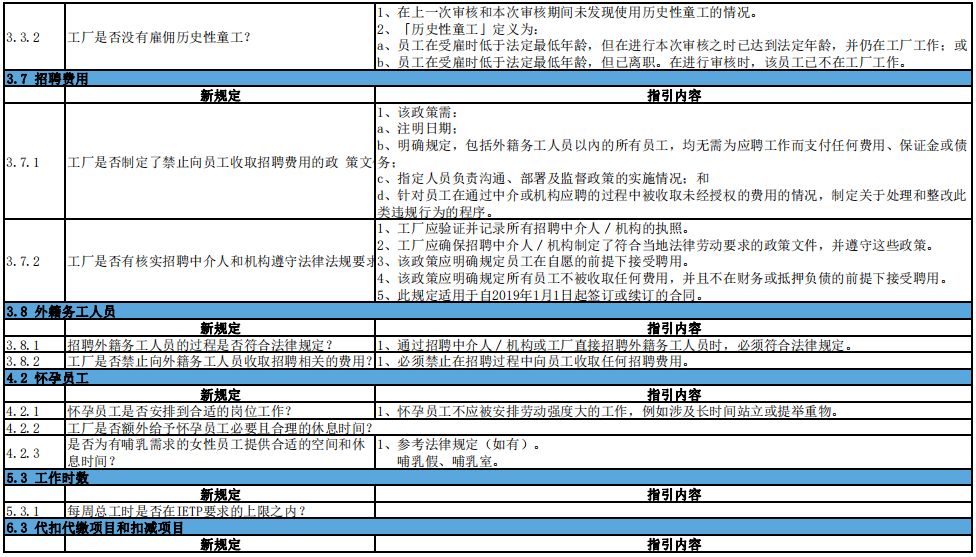 1、在上一次审核和本次审核期间未发现使用历史性童工的情况。
3.3.2 工厂是否没有雇佣历史性童工？
2、「历史性童工」定义为：
a、员工在受雇时低于法定最低年龄，但在进行本次审核之时已达到法定年龄，并仍在工厂工作；或
b、员工在受雇时低于法定最低年龄，但已离职。在进行审核时，该员工已不在工厂工作。
3.7 招聘费用
新规定 指引内容
3.7.1 工厂是否制定了禁止向员工收取招聘费用的政 策文
1、该政策需：
a、注明日期；
b、明确规定，包括外籍务工人员以内的所有员工，均无需为应聘工作而支付任何费用、保证金或债
务；
c、指定人员负责沟通、部署及监督政策的实施情况；和
d、针对员工在通过中介或机构应聘的过程中被收取未经授权的费用的情况，制定关于处理和整改此
类违规行为的程序。
3.7.2 工厂是否有核实招聘中介人和机构遵守法律法规要求
1、工厂应验证并记录所有招聘中介人／机构的执照。
2、工厂应确保招聘中介人／机构制定了符合当地法律劳动要求的政策文件，并遵守这些政策。
3、该政策应明确规定员工在自愿的前提下接受聘用。
4、该政策应明确规定所有员工不被收取任何费用，并且不在财务或抵押负债的前提下接受聘用。
5、此规定适用于自2019年1月1日起签订或续订的合同。
3.8 外籍务工人员
新规定 指引内容
3.8.1 招聘外籍务工人员的过程是否符合法律规定？ 1、通过招聘中介人／机构或工厂直接招聘外籍务工人员时，必须符合法律规定。
3.8.2 工厂是否禁止向外籍务工人员收取招聘相关的费用？ 1、必须禁止在招聘过程中向员工收取任何招聘费用。
4.2 怀孕员工
新规定 指引内容
4.2.1 怀孕员工是否安排到合适的岗位工作？ 1、怀孕员工不应被安排劳动强度大的工作，例如涉及长时间站立或提举重物。
4.2.2 工厂是否额外给予怀孕员工必要且合理的休息时间？
4.2.3 是否为有哺乳需求的女性员工提供合适的空间和休
息时间？
1、参考法律规定（如有）。
哺乳假、哺乳室。
5.3 工作时数
新规定 指引内容
5.3.1 每周总工时是否在IETP要求的上限之内？
6.3 代扣代缴项目和扣减项目
新规定 指引内容